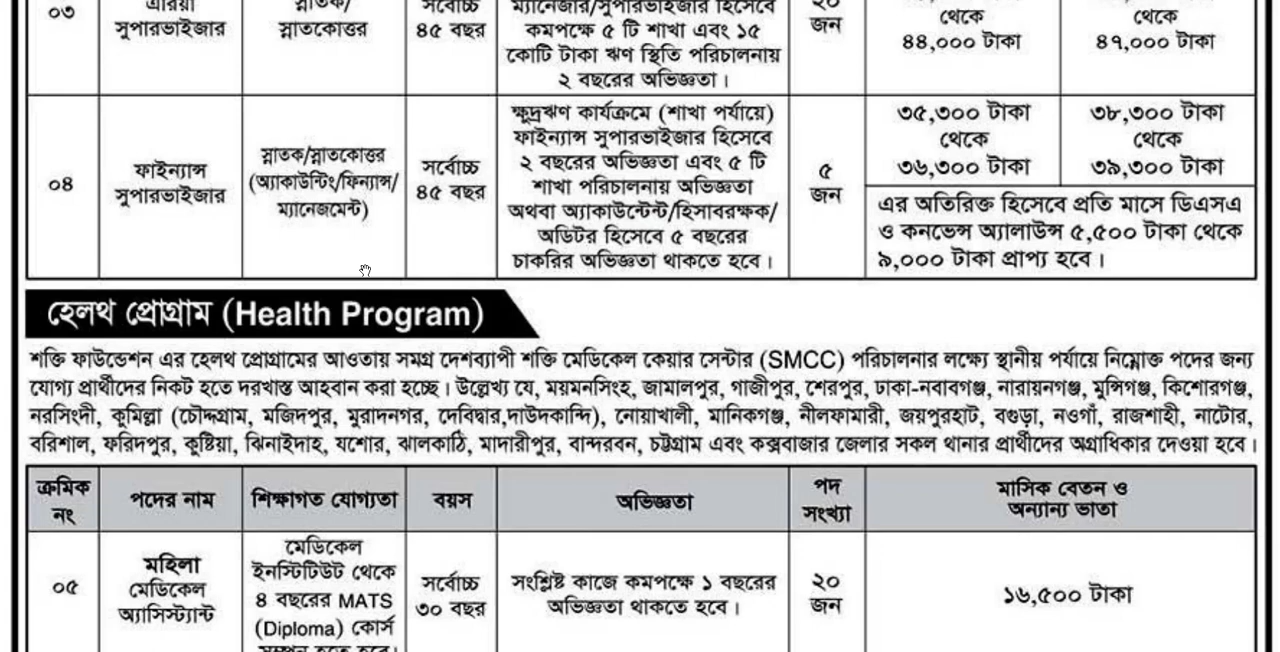 ০৩
এরিয়া
সুপারভাইজার
স্নাতক/
স্নাতকোত্তর
সর্বোচ্চ
৪৫ বছর
ম্যানেজার/সুপারভাইজার হিসেবে
কমপক্ষে ৫ টি শাখা এবং ১৫
কোটি টাকা ঋণ স্থিতি পরিচালনায়
২ বছরের অভিজ্ঞতা।
২০
জন
থেকে
৪৪,০০০ টাকা
থেকে
৪৭,০০০ টাকা
০৪
ফাইন্যান্স
সুপারভাইজার
স্নাতক/স্নাতকোত্তর
(অ্যাকাউন্টিং/ফিন্যান্স/
ম্যানেজমেন্ট)
সর্বোচ্চ
৪৫ বছর
ক্ষুদ্রঋণ কার্যক্রমে (শাখা পর্যায়ে)
ফাইন্যান্স সুপারভাইজার হিসেবে
২ বছরের অভিজ্ঞতা এবং ৫ টি
শাখা পরিচালনায় অভিজ্ঞতা
অথবা অ্যাকাউন্টেন্ট/হিসাবরক্ষক/
অডিটর হিসেবে ৫ বছরের
চাকরির অভিজ্ঞতা থাকতে হবে।
৫
জন
৩৫,৩০০ টাকা
থেকে
৩৬,৩০০ টাকা
৩৮,৩০০ টাকা
থেকে
৩৯,৩০০ টাকা
এর অতিরিক্ত হিসেবে প্রতি মাসে ডিএসএ
ও কনভেন্স অ্যালাউন্স ৫,৫০০ টাকা থেকে
৯,০০০ টাকা প্রাপ্য হবে।
হেলথ প্রোগ্রাম (Health Program)
শক্তি ফাউন্ডেশন এর হেলথ প্রোগ্রামের আওতায় সমগ্র দেশব্যাপী শক্তি মেডিকেল কেয়ার সেন্টার (SMCC) পরিচালনার লক্ষ্যে স্থানীয় পর্যায়ে নিম্নোক্ত পদের জন্য
যোগ্য প্রার্থীদের নিকট হতে দরখাস্ত আহবান করা হচ্ছে। উল্লেখ্য যে, ময়মনসিংহ, জামালপুর, গাজীপুর, শেরপুর, ঢাকা-নবাবগঞ্জ, নারায়নগঞ্জ, মুন্সিগঞ্জ, কিশোরগঞ্জ,
নরসিংদী, কুমিল্লা (চৌদ্দগ্রাম, মজিদপুর, মুরাদনগর, দেবিদ্বার,দাউদকান্দি), নোয়াখালী, মানিকগঞ্জ, নীলফামারী, জয়পুরহাট, বগুড়া, নওগাঁ, রাজশাহী, নাটোর,
বরিশাল, ফরিদপুর, কুষ্টিয়া, ঝিনাইদাহ, যশোর, ঝালকাঠি, মাদারীপুর, বান্দরবন, চট্টগ্রাম এবং কক্সবাজার জেলার সকল থানার প্রার্থীদের অগ্রাধিকার দেওয়া হবে।
ক্রমিক
নং
পদের নাম
শিক্ষাগত যোগ্যতা
বয়স
অভিজ্ঞতা
পদ
সংখ্যা
মাসিক বেতন ও
অন্যান্য ভাতা
০৫
মহিলা
মেডিকেল
অ্যাসিস্ট্যান্ট
মেডিকেল
ইনস্টিটিউট থেকে
৪ বছরের MATS
(Diploma) কোর্স
সম্পন্ন হতে হবে।
সর্বোচ্চ
৩০ বছর
সংশ্লিষ্ট কাজে কমপক্ষে ১ বছরের
অভিজ্ঞতা থাকতে হবে।
২০
জন
১৬,৫০০ টাকা